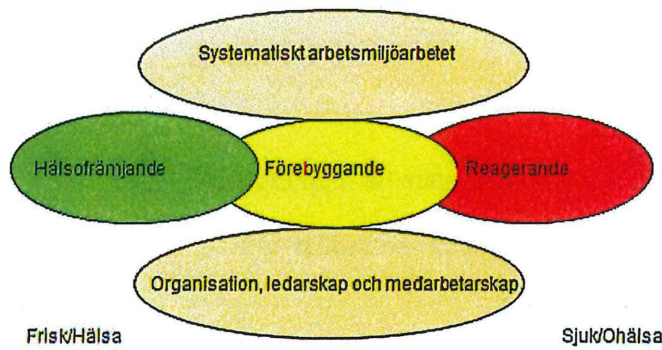 Systematiskt arbetsmiljöarbetet
Hälsofrämjande
Förebyggande
Reagerande
Organisation, ledarskap och medarbetarskap
Frisk/Hälsa
Sjuk/Ohälsa